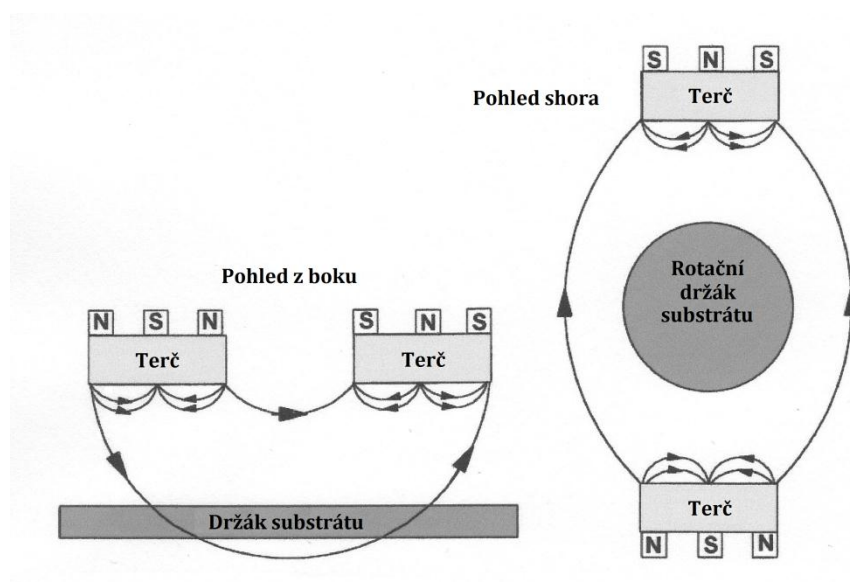 S N S
Pohled shora
Terč
Pohled z boku
Rotační
držák
substrátu
N S N
S N S
Terč
Terč
Držák substrátu
Terč
N S N